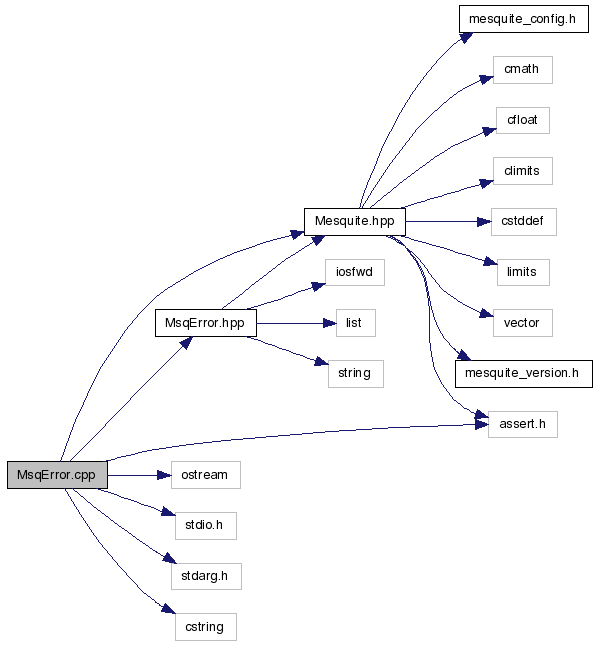 mesquite_config.h
cmath
cfloat
climits
Mesquite.hpp
cstddef
iosfwd
limits
MsqError.hpp
list
vector
string
mesquite_version.h
assert.h
MsqError.cpp
ostream
stdio.h
stdarg.h
cstring